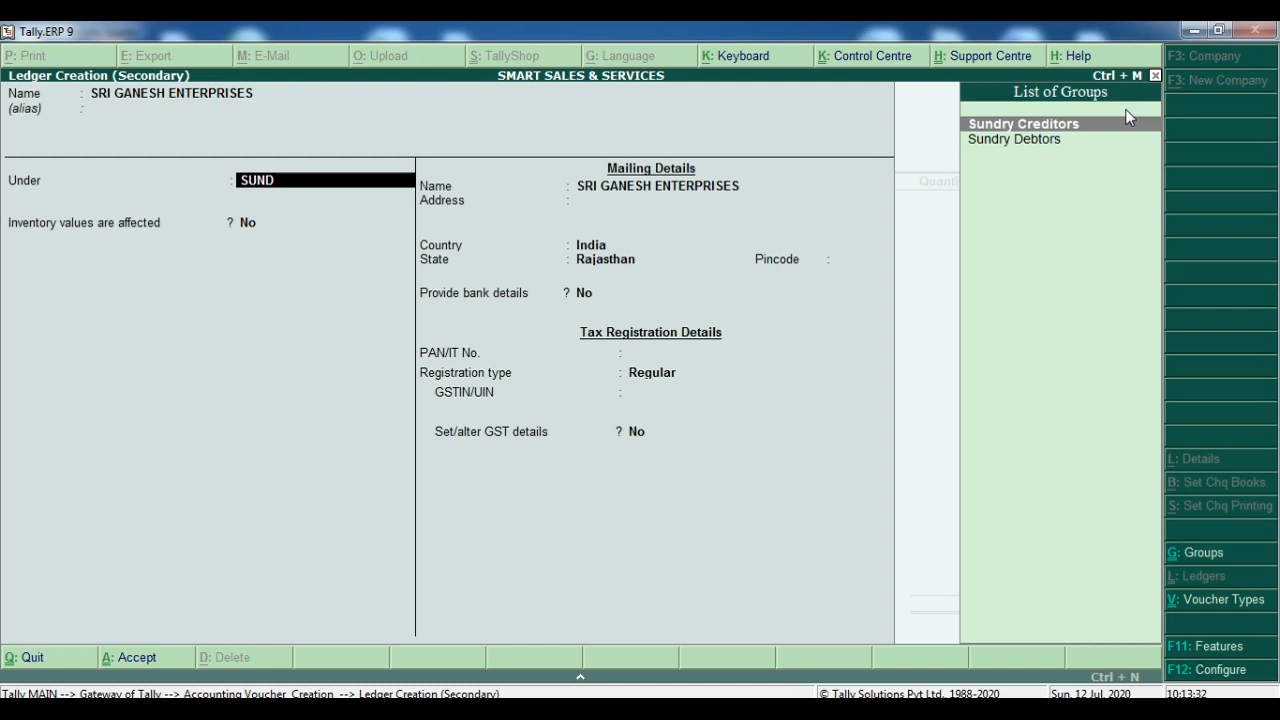 Tally.ERP 9
P: Print E: Export M: E-Mail O: Upload S: TallyShop G: Language K: Keyboard K: Control Centre H: Support Centre H: Help F3: Company
Ledger Creation (Secondary) SMART SALES & SERVICES Ctrl + M
F3: New Company
Name : SRI GANESH ENTERPRISES
(alias) :
List of Groups
Sundry Creditors
Sundry Debtors
Under : SUND
Inventory values are affected ? No
Mailing Details
Name : SRI GANESH ENTERPRISES
Address :
Country : India
State : Rajasthan Pincode :
Provide bank details ? No
Tax Registration Details
PAN/IT No. :
Registration type : Regular
GSTIN/UIN :
Set/alter GST details ? No
Quanti
L: Details
B: Set Chq Books
S: Set Chq Printing
G: Groups
L: Ledgers
V: Voucher Types
F11: Features
F12: Configure
Q: Quit A: Accept D: Delete
Ctrl + N
Tally MAIN --> Gateway of Tally --> Accounting Voucher Creation --> Ledger Creation (Secondary) © Tally Solutions Pvt Ltd., 1988-2020 Sun, 12 Jul, 2020 10:13:32